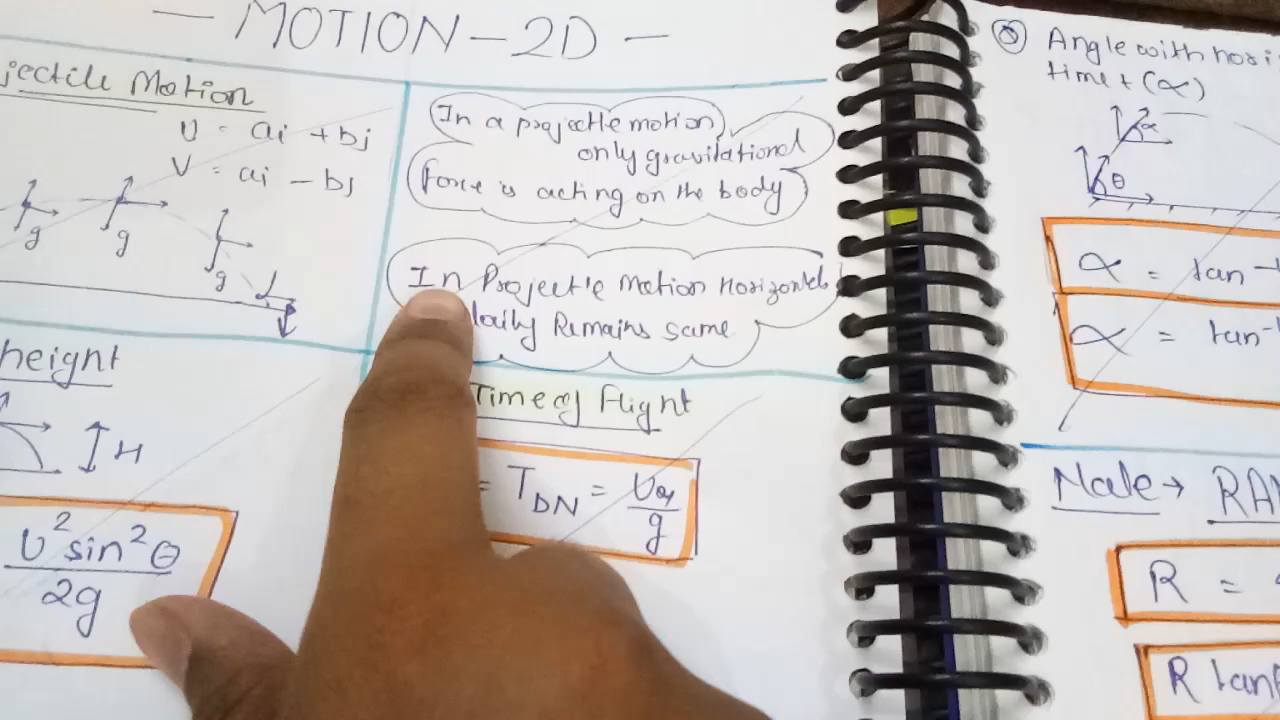 - MOTION - 2D -
jectile Motion
U = ai + bj
V = ai - bj
g
g
g
In a projectile motion
only gravitational
Force is acting on the body
In Projectile Motion Horizontal
Remains same
height
H
U² sin² θ
2g
Time of Flight
= T_DN = U_y
g
Angle with hori
time t (α)
α
θ
α = tan⁻
α = tan⁻
Note → RA
R =
R tan